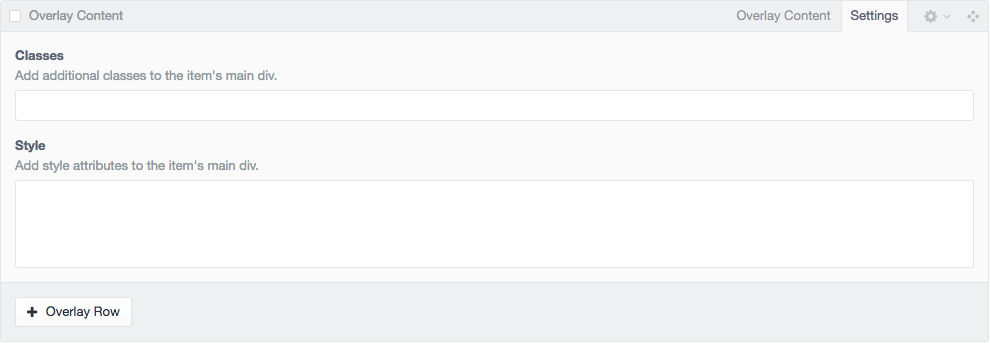 Overlay Content Overlay Content Settings
Classes
Add additional classes to the item's main div.
Style
Add style attributes to the item's main div.
Overlay Row